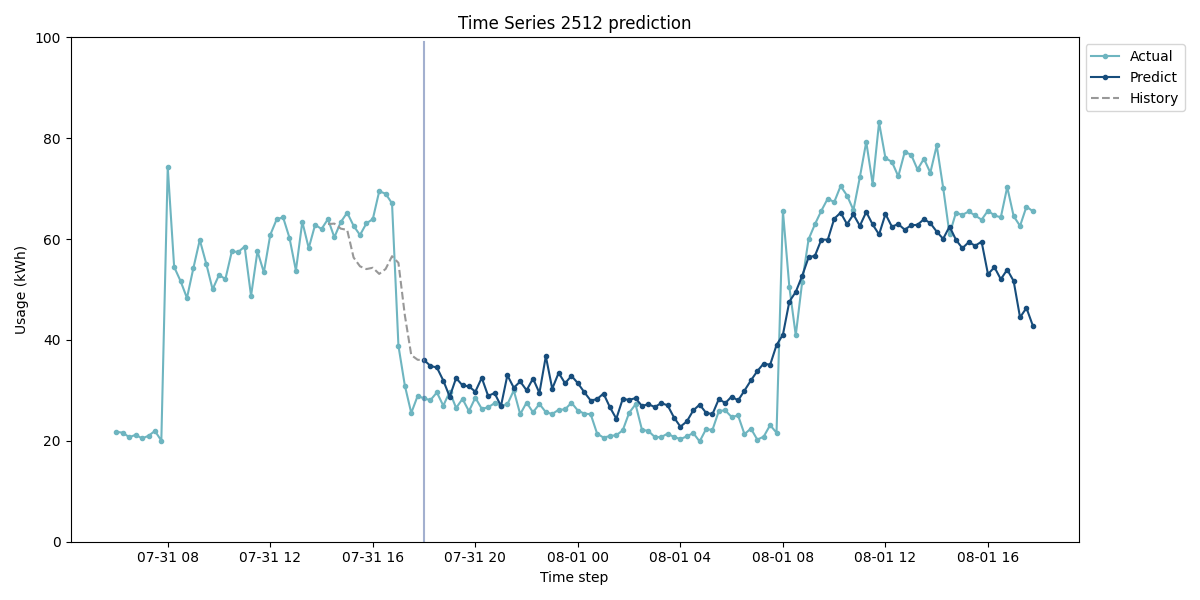 Time Series 2512 prediction
100
80
60
40
20
0
Usage (kWh)
07-31 08
07-31 12
07-31 16
07-31 20
08-01 00
08-01 04
08-01 08
08-01 12
08-01 16
Time step
Actual
Predict
History